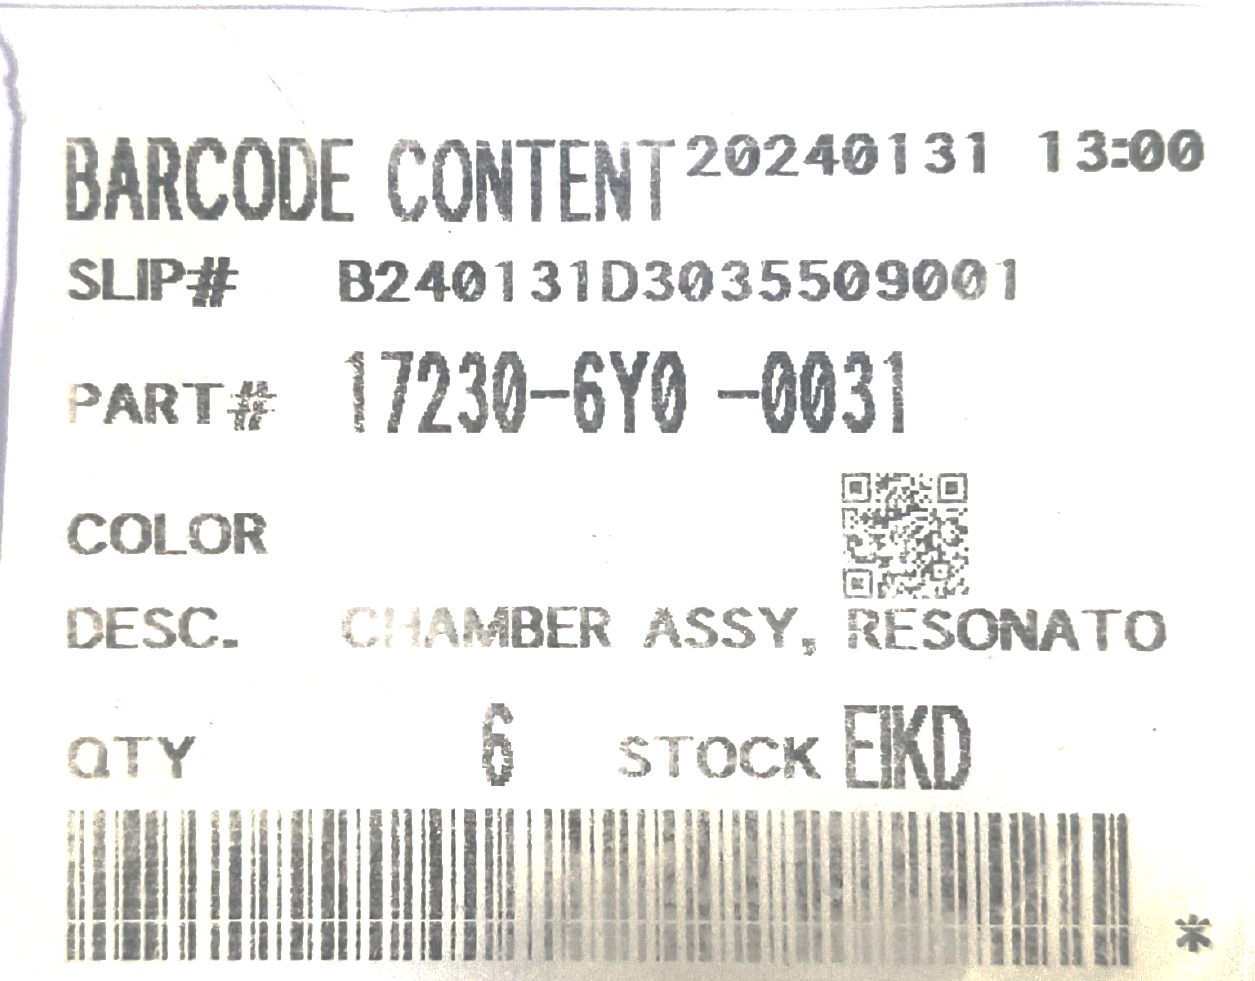 BARCODE CONTENT 20240131 13:00
SLIP# B240131D3035509001
PART# 17230-6Y0 -0031
COLOR
DESC. CHAMBER ASSY, RESONATO
QTY 6 STOCK EIKD
*